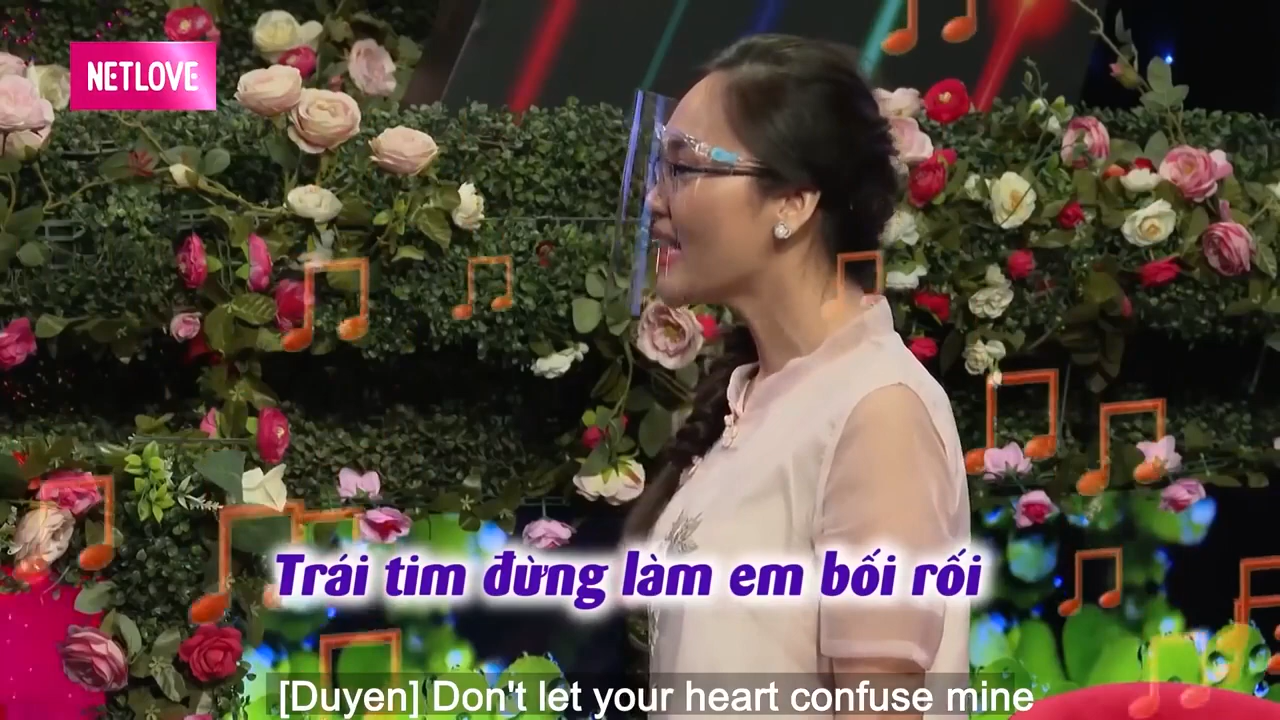 NETLOVE
Trái tim đừng làm em bối rối
[Duyen] Don't let your heart confuse mine